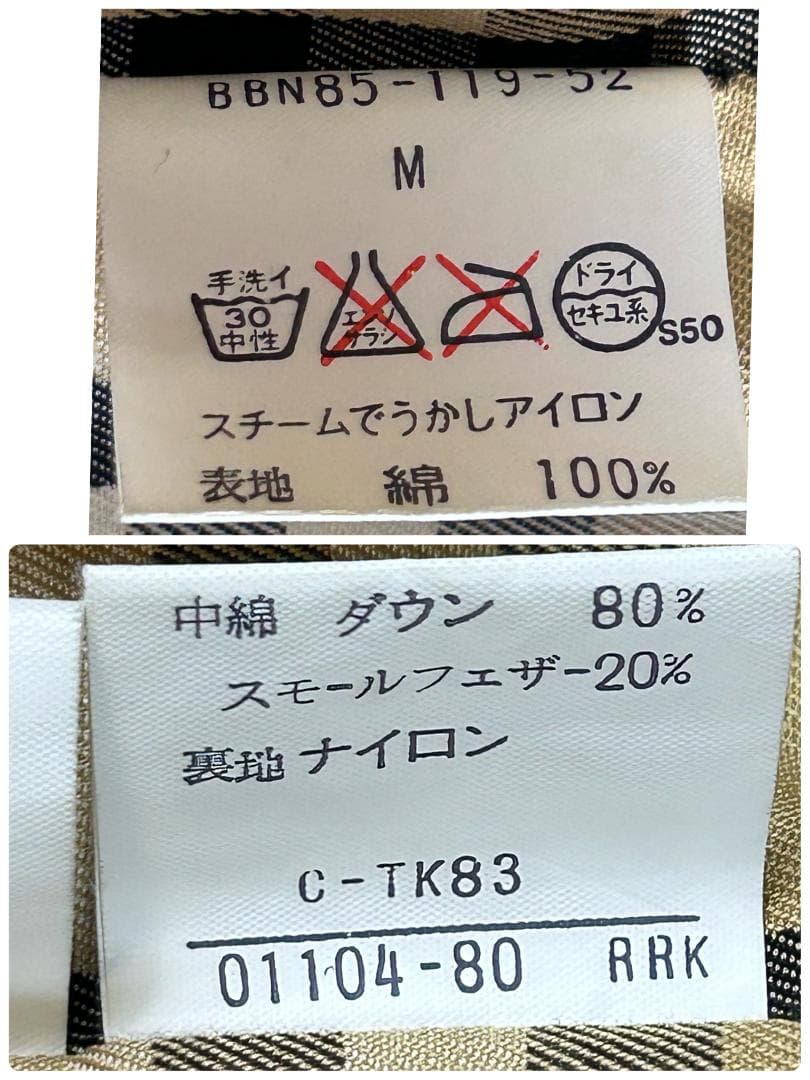 BBN85-119-52
M
手洗イ
30
中性
エンソ
サラシ
ドライ
セキユ系
S50
スチームでうかしアイロン
表地 綿 100%
中綿 ダウン 80%
スモールフェザー20%
裏地 ナイロン
C-TK83
01104-80 RRK